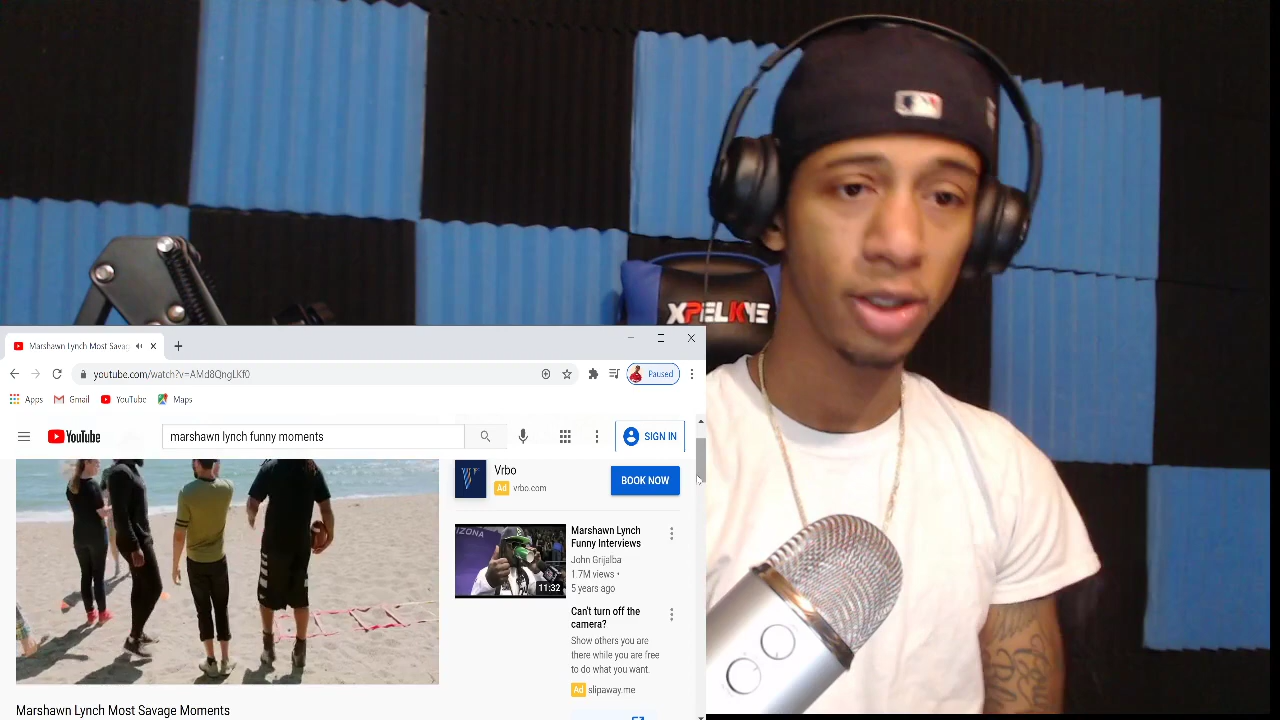 XPELKYS
Marshawn Lynch Most Savag
youtube.com/watch?v=AMd8QngLKf0
Paused
Apps
Gmail
YouTube
Maps
YouTube
marshawn lynch funny moments
SIGN IN
Vrbo
Ad vrbo.com
BOOK NOW
IZONA
11:32
Marshawn Lynch
Funny Interviews
John Grijalba
1.7M views •
5 years ago
Can't turn off the
camera?
Show others you are
there while you are free
to do what you want.
Ad slipaway.me
Marshawn Lynch Most Savage Moments